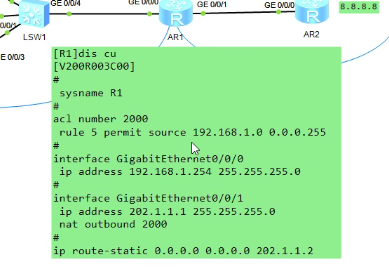 GE 0/0/4
GE 0/0/0
GE 0/0/1
GE 0/0/0
8.8.8.8
LSW1
AR1
AR2
GE 0/0/3
[R1]dis cu
[V200R003C00]
#
sysname R1
#
acl number 2000
rule 5 permit source 192.168.1.0 0.0.0.255
#
interface GigabitEthernet0/0/0
ip address 192.168.1.254 255.255.255.0
#
interface GigabitEthernet0/0/1
ip address 202.1.1.1 255.255.255.0
nat outbound 2000
#
ip route-static 0.0.0.0 0.0.0.0 202.1.1.2